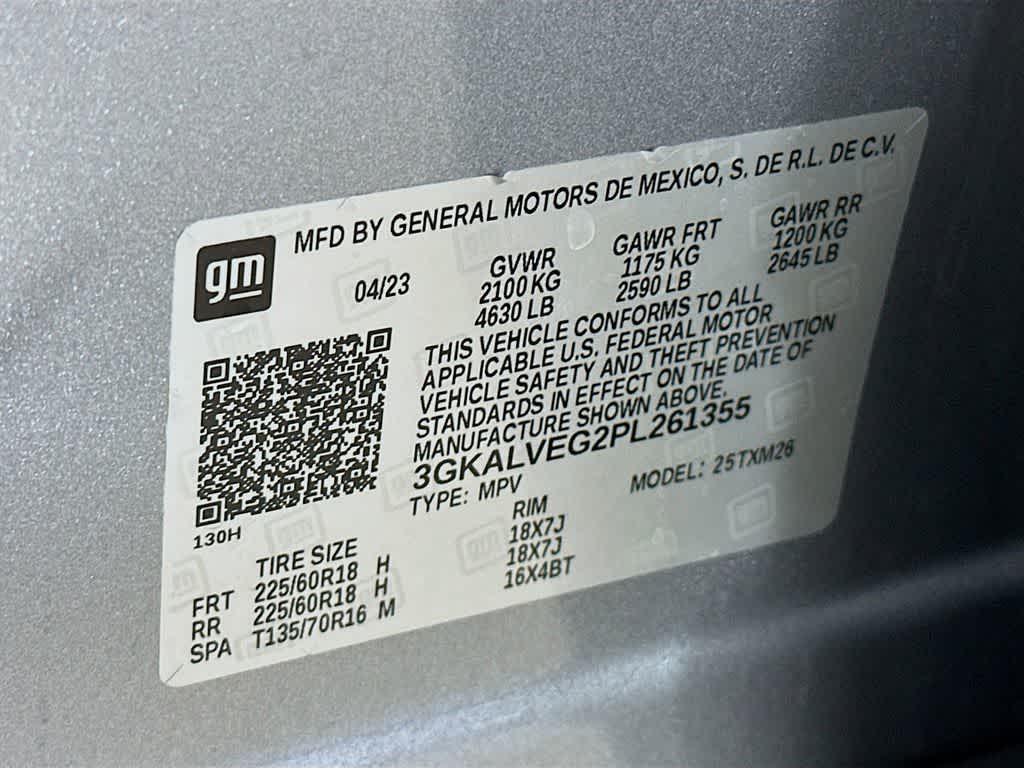 MFD BY GENERAL MOTORS DE MEXICO, S. DE R.L. DE C.V.
gm
04/23
GVWR GAWR FRT GAWR RR
2100 KG 1175 KG 1200 KG
4630 LB 2590 LB 2645 LB
THIS VEHICLE CONFORMS TO ALL
APPLICABLE U.S. FEDERAL MOTOR
VEHICLE SAFETY AND THEFT PREVENTION
STANDARDS IN EFFECT ON THE DATE OF
MANUFACTURE SHOWN ABOVE.
3GKALVEG2PL261355
TYPE: MPV MODEL: 25TXM26
130H
TIRE SIZE RIM
FRT 225/60R18 H 18X7J
RR 225/60R18 H 18X7J
SPA T135/70R16 M 16X4BT